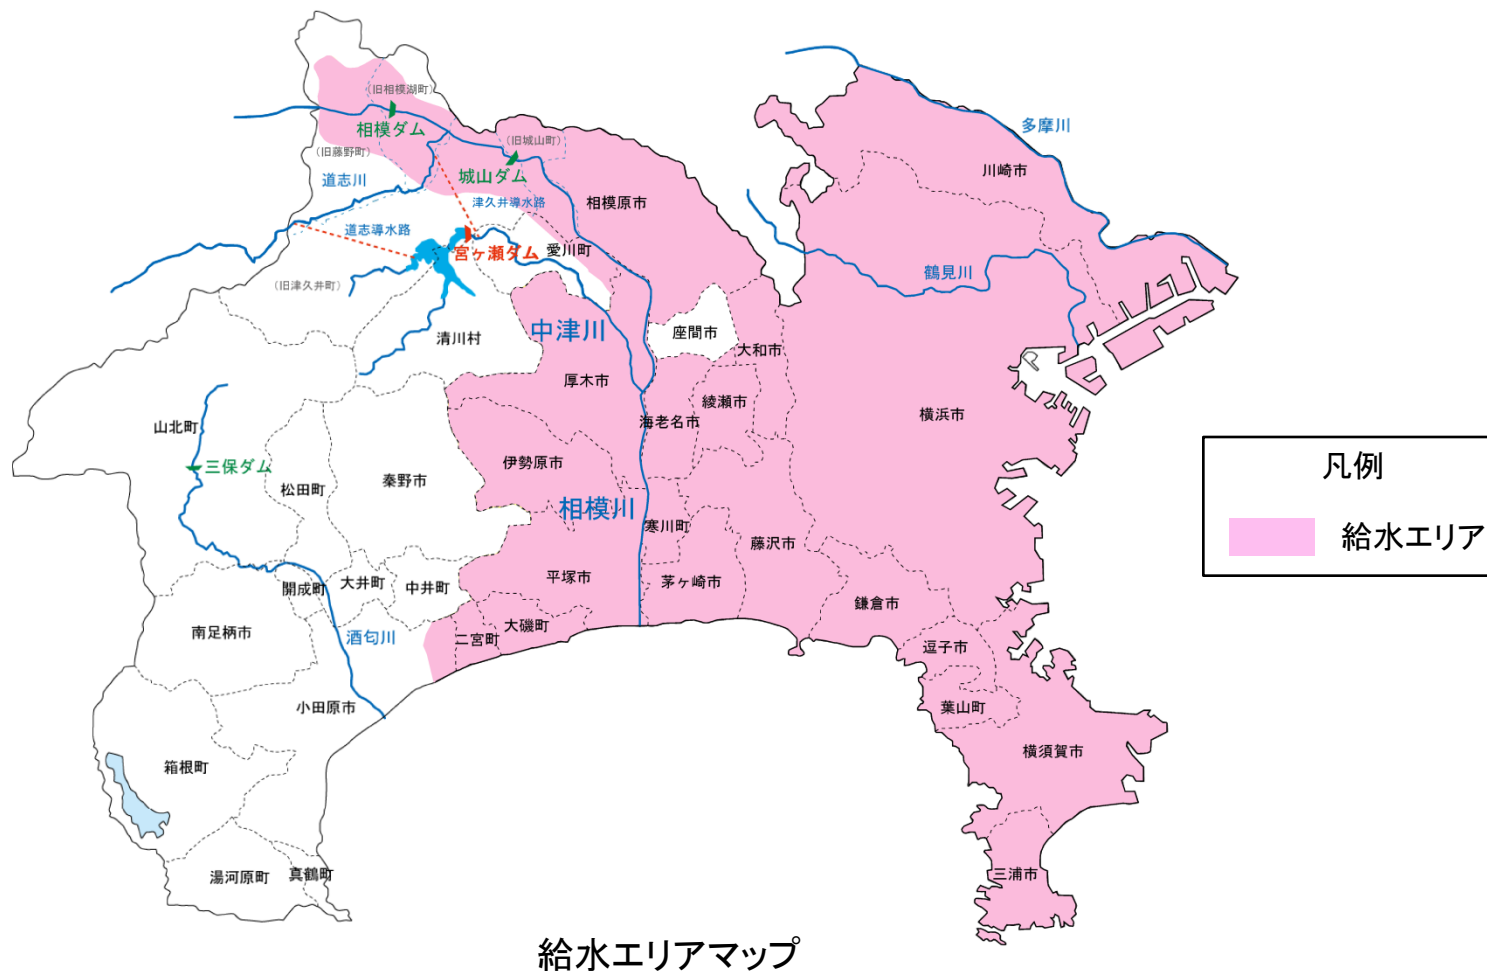 (旧相模湖町)
相模ダム
(旧城山町)
(旧藤野町)
道志川
城山ダム
津久井導水路
相模原市
多摩川
川崎市
道志導水路
宮ヶ瀬ダム
愛川町
鶴見川
(旧津久井町)
中津川
清川村
座間市
大和市
厚木市
綾瀬市
海老名市
横浜市
山北町
三保ダム
松田町
秦野市
伊勢原市
相模川
寒川町
藤沢市
開成町
大井町
中井町
平塚市
茅ヶ崎市
鎌倉市
南足柄市
酒匂川
二宮町
大磯町
逗子市
小田原市
葉山町
横須賀市
箱根町
湯河原町
真鶴町
三浦市
凡例
給水エリア
給水エリアマップ